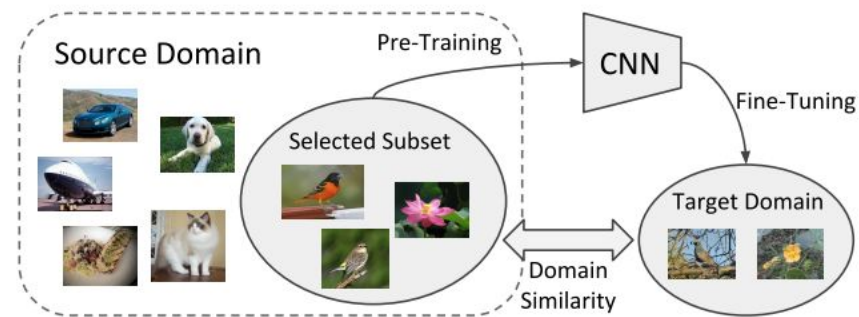 Source Domain
Pre-Training
CNN
Fine-Tuning
Selected Subset
Target Domain
Domain
Similarity